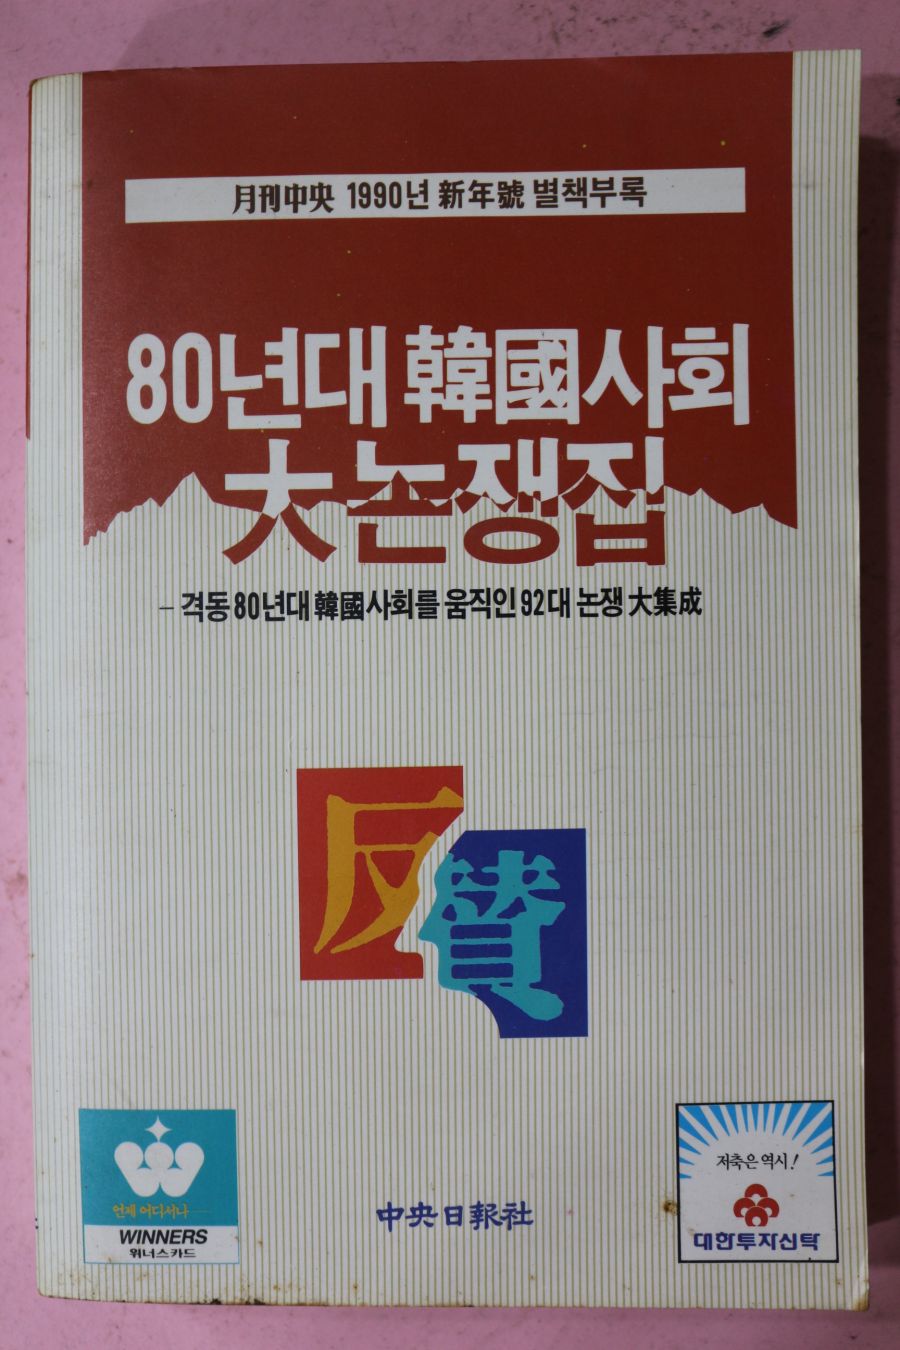 月刊中央 1990년 新年號 별책부록
80년대 韓國사회
大논쟁집
– 격동 80년대 韓國사회를 움직인 92대 논쟁 大集成
反
贊
언제 어디서나
WINNERS
위너스카드
中央日報社
저축은 역시!
대한투자신탁